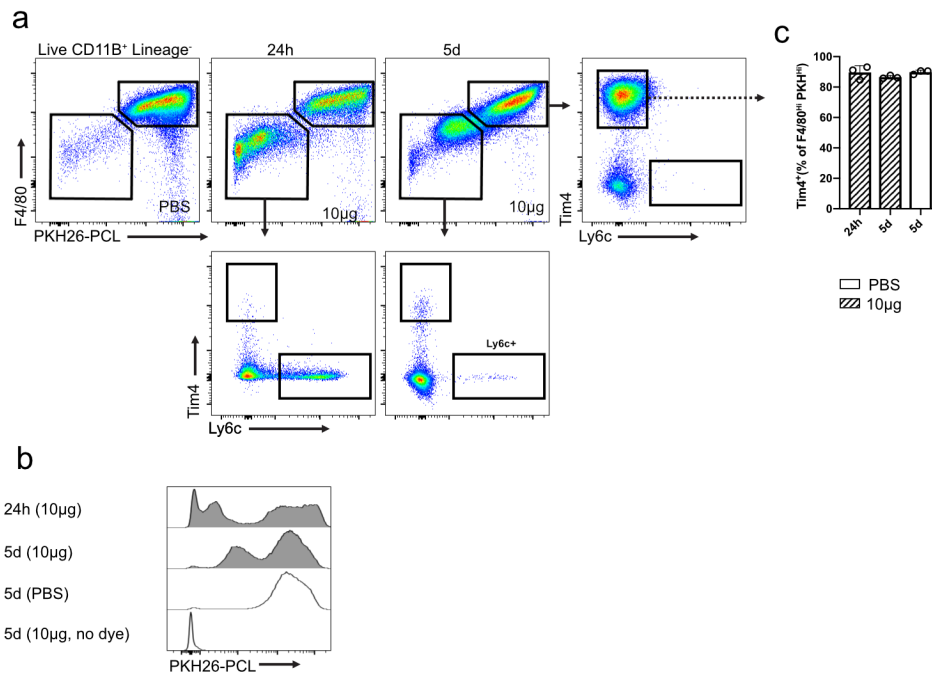 a
Live CD11B⁺ Lineage⁻
24h
5d
PBS
10µg
10µg
F4/80
PKH26-PCL
Tim4
Ly6c
Ly6c+
Tim4
Ly6c
b
24h (10µg)
5d (10µg)
5d (PBS)
5d (10µg, no dye)
PKH26-PCL
c
Tim4⁺(% of F4/80ᴴⁱ PKHᴴⁱ)
100
80
60
40
20
0
24h
5d
5d
PBS
10µg